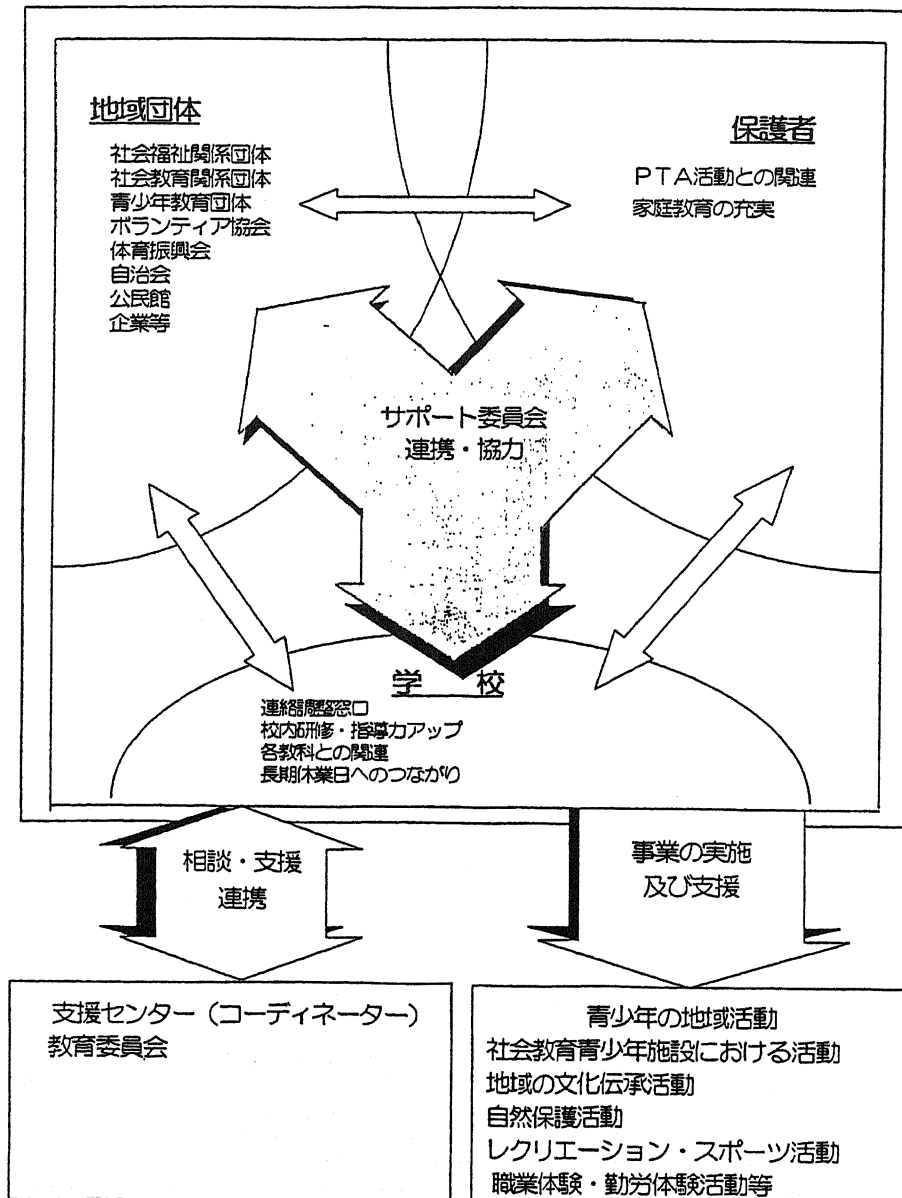 地域団体
社会福祉関係団体
社会教育関係団体
青少年教育団体
ボランティア協会
体育振興会
自治会
公民館
企業等
保護者
PTA活動との関連
家庭教育の充実
サポート委員会
連携・協力
学 校
連絡調整窓口
校内研修・指導力アップ
各教科との関連
長期休業日へのつながり
相談・支援
連携
事業の実施
及び支援
支援センター（コーディネーター）
教育委員会
青少年の地域活動
社会教育青少年施設における活動
地域の文化伝承活動
自然保護活動
レクリエーション・スポーツ活動
職業体験・勤労体験活動等